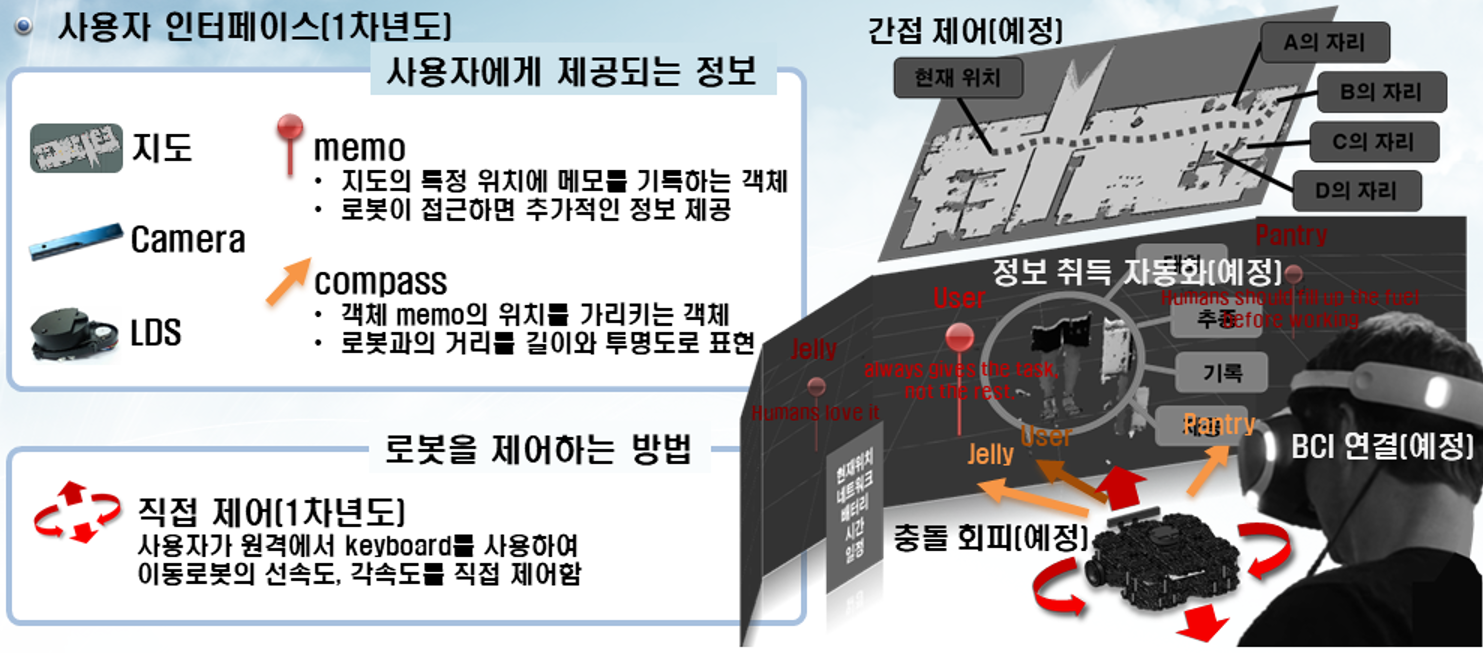 사용자 인터페이스(1차년도)
사용자에게 제공되는 정보
지도
Camera
LDS
memo
• 지도의 특정 위치에 메모를 기록하는 객체
• 로봇이 접근하면 추가적인 정보 제공
compass
• 객체 memo의 위치를 가리키는 객체
• 로봇과의 거리를 길이와 투명도로 표현
로봇을 제어하는 방법
직접 제어(1차년도)
사용자가 원격에서 keyboard를 사용하여
이동로봇의 선속도, 각속도를 직접 제어함
간접 제어(예정)
현재 위치
A의 자리
B의 자리
C의 자리
D의 자리
정보 취득 자동화(예정)
Pantry
Humans should fill up the fuel
Before working
추출
기록
User
always gives the task,
not the rest.
Jelly
Humans love it
Pantry
User
Jelly
BCI 연결(예정)
현재위치
네트워크
배터리
시간
일정
충돌 회피(예정)